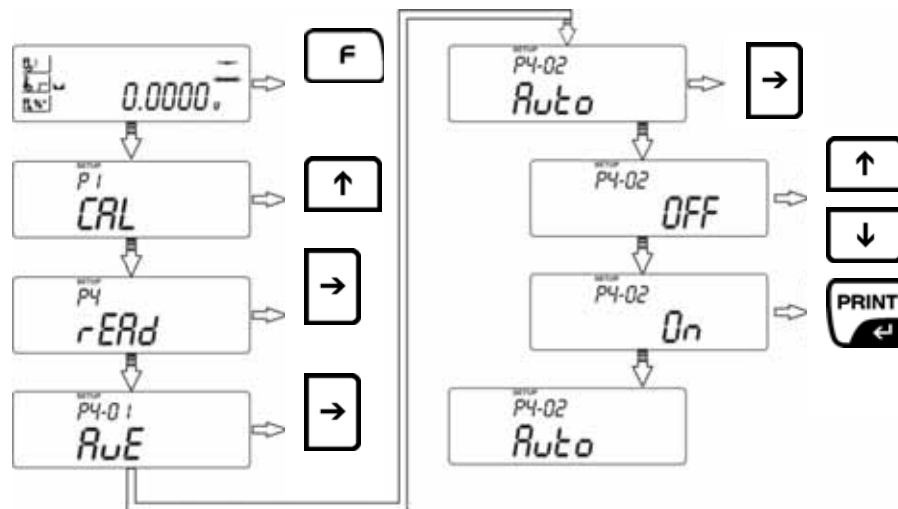 F
0.0000 g
SETUP
P1
CAL
SETUP
P4
rEAd
SETUP
P4-01
AvE
SETUP
P4-02
Auto
SETUP
P4-02
OFF
SETUP
P4-02
On
PRINT
SETUP
P4-02
Auto